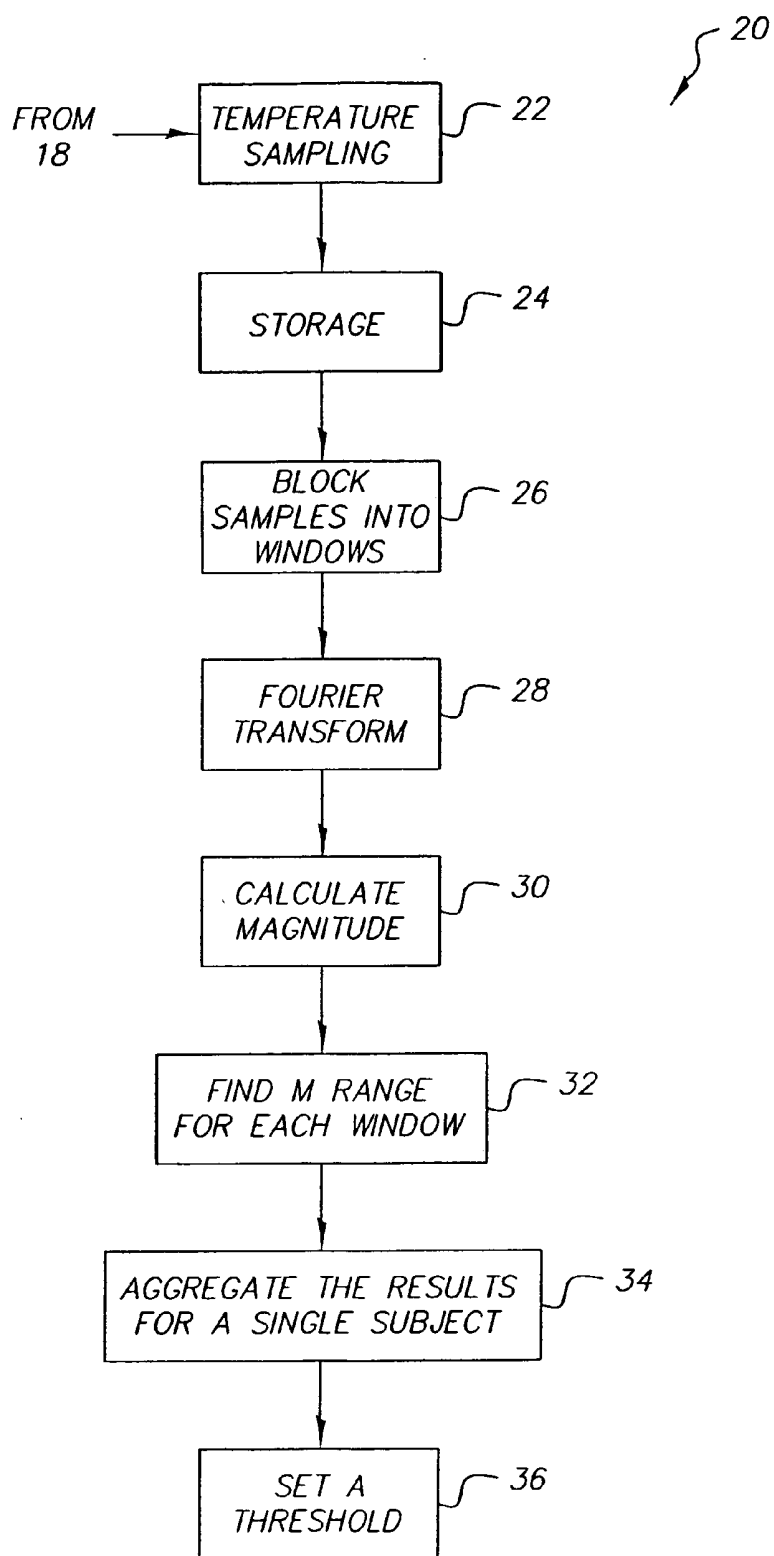 20
FROM
18
TEMPERATURE
SAMPLING
22
STORAGE
24
BLOCK
SAMPLES INTO
WINDOWS
26
FOURIER
TRANSFORM
28
CALCULATE
MAGNITUDE
30
FIND M RANGE
FOR EACH WINDOW
32
AGGREGATE THE RESULTS
FOR A SINGLE SUBJECT
34
SET A
THRESHOLD
36